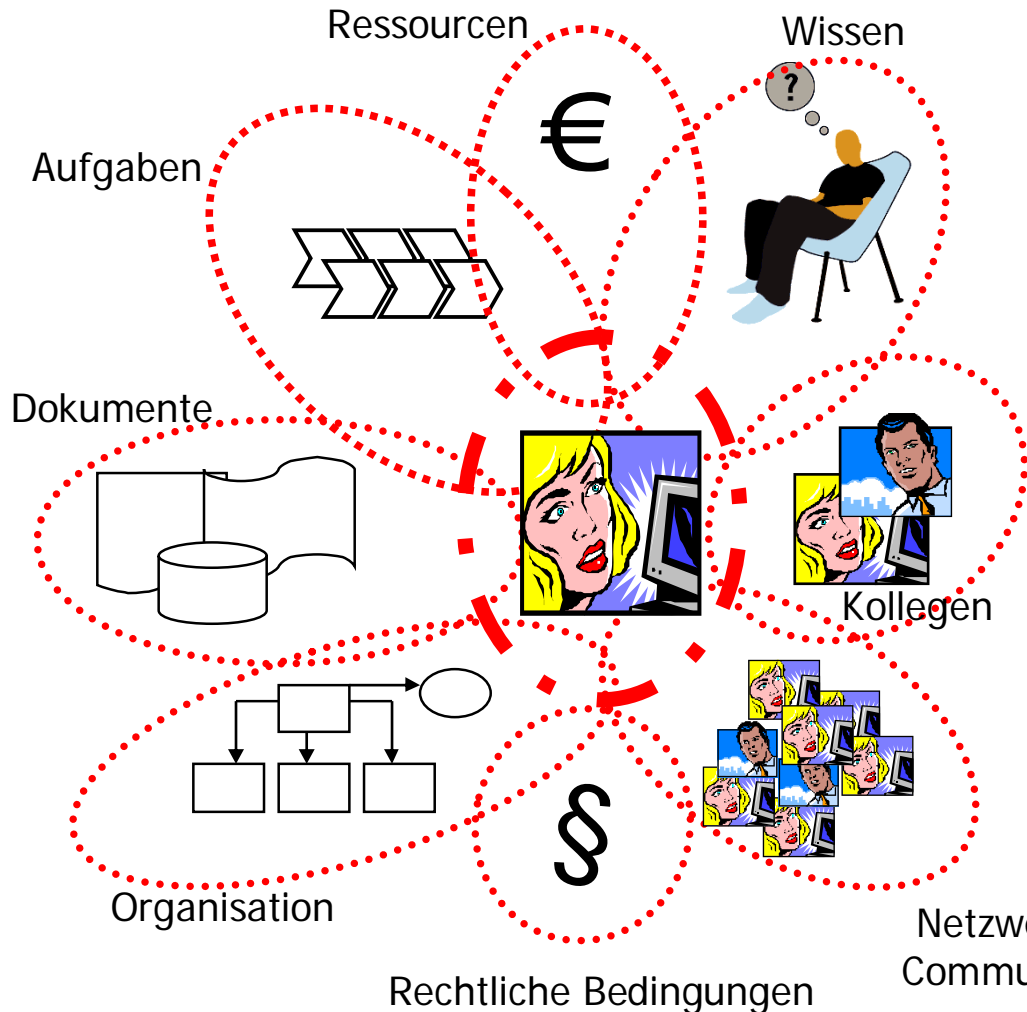 Ressourcen
Wissen
€
?
Aufgaben
Dokumente
Kollegen
§
Organisation
Rechtliche Bedingungen